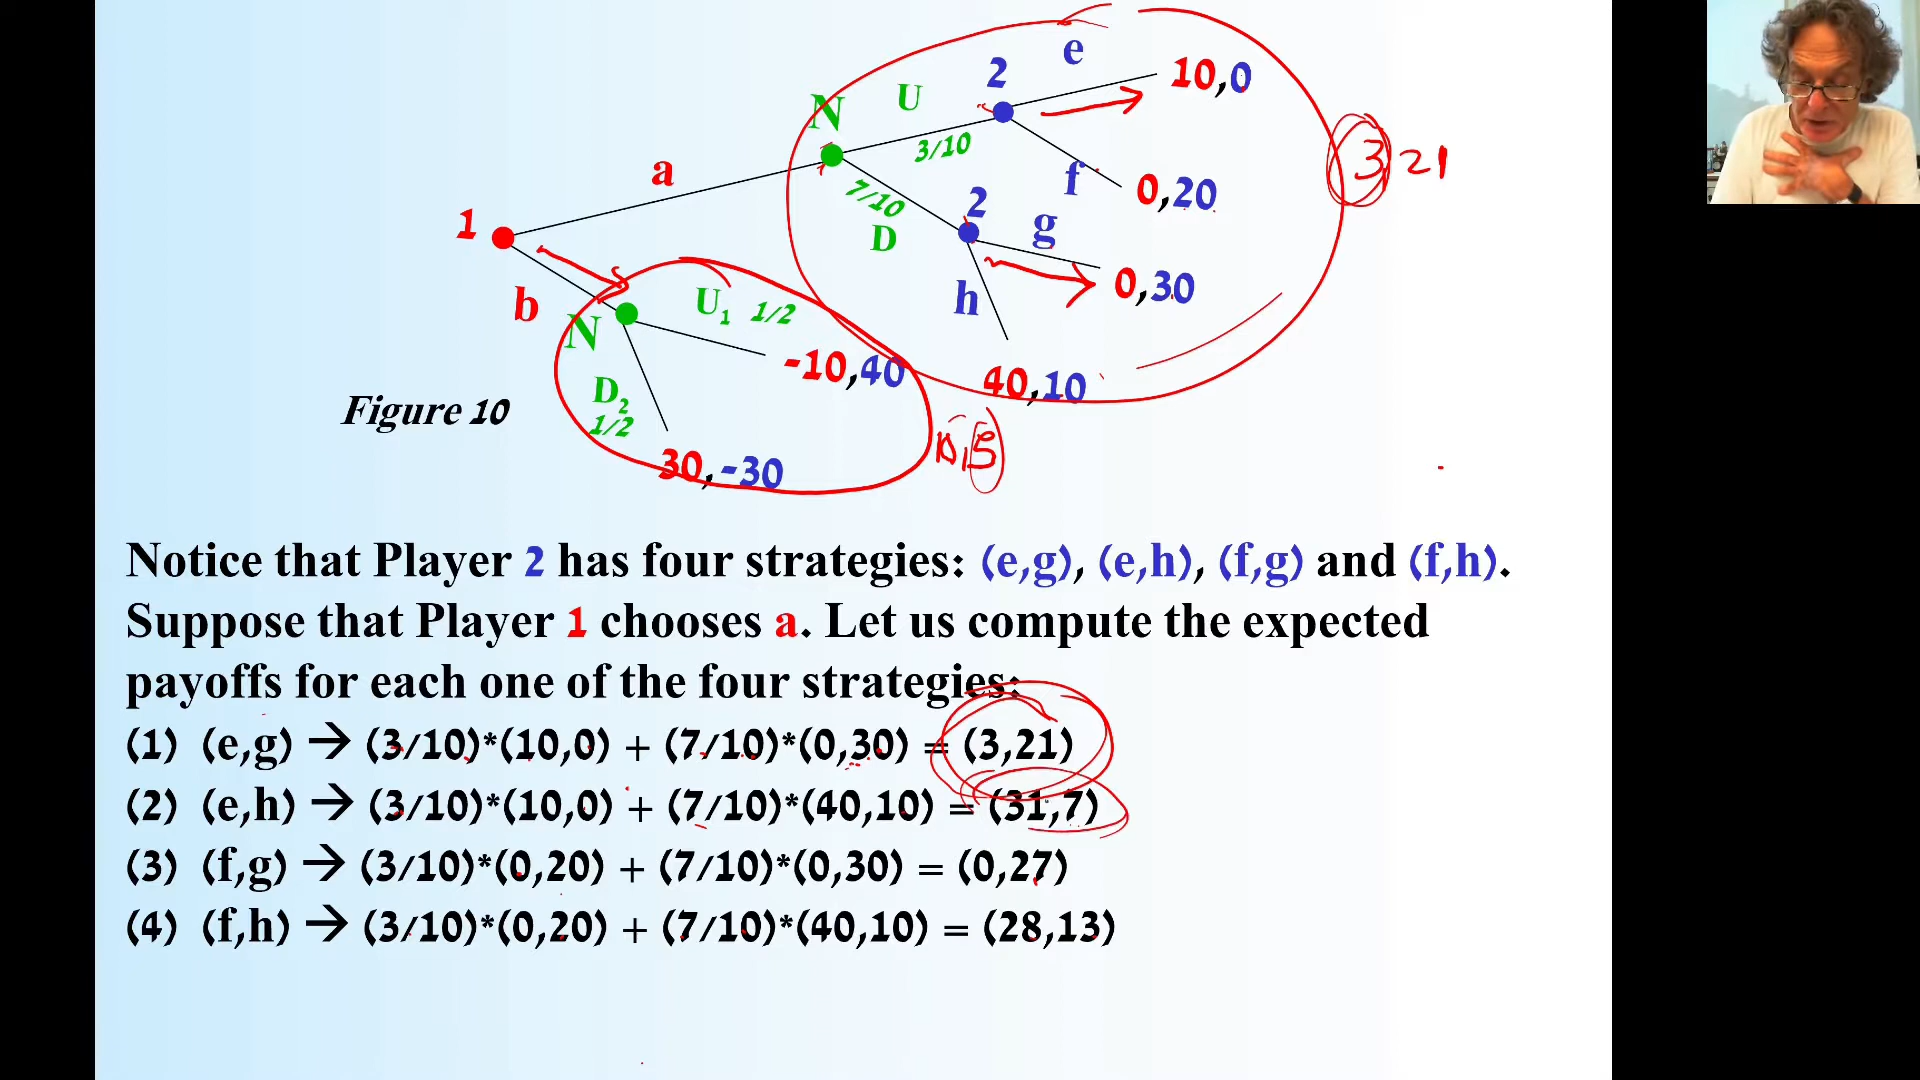 e
2
10,0
U
N
3/10
a
f
3 21
7/10
2
0,20
1
D
g
h
0,30
b
U1 1/2
N
-10,40
40,10
D2
1/2
Figure 10
10,5
30,-30
Notice that Player 2 has four strategies: (e,g), (e,h), (f,g) and (f,h).
Suppose that Player 1 chooses a. Let us compute the expected
payoffs for each one of the four strategies:
(1) (e,g) → (3/10)*(10,0) + (7/10)*(0,30) = (3,21)
(2) (e,h) → (3/10)*(10,0) + (7/10)*(40,10) = (31,7)
(3) (f,g) → (3/10)*(0,20) + (7/10)*(0,30) = (0,27)
(4) (f,h) → (3/10)*(0,20) + (7/10)*(40,10) = (28,13)